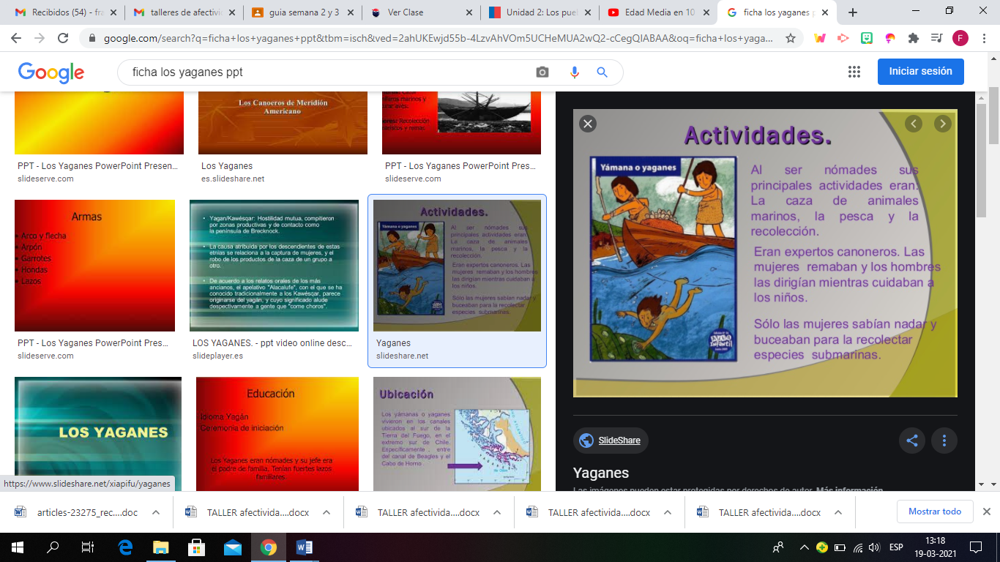 Recibidos (54) - fra
talleres de afectivid
guia semana 2 y 3
Ver Clase
Unidad 2: Los puel
Edad Media en 10
ficha los yaganes p
google.com/search?q=ficha+los+yaganes+ppt&tbm=isch&ved=2ahUKEwjd55b-4LzvAhVOm5UCHeMUA2wQ2-cCegQIABAA&oq=ficha+los+yaga...
F
Google
ficha los yaganes ppt
Iniciar sesión
Los Canoeros de Meridión
Americano
PPT - Los Yaganes PowerPoint Presen...
slideserve.com
Los Yaganes
es.slideshare.net
PPT - Los Yaganes PowerPoint Pres...
slideserve.com
Armas
• Arco y flecha
• Arpón
• Garrotes
• Hondas
• Lazos
• Yagan/Kawésqar: Hostilidad mutua, compitieron
por zonas productivas y de contacto como
la península de Brecknock.
• La causa atribuida por los descendientes de estas
etnias se relaciona a la captura de mujeres, y el
robo de los productos de la caza de un grupo a
otro.
• De acuerdo a los relatos orales de los más
ancianos, el apelativo "Alacalufe", con el que se ha
conocido tradicionalmente a los Kawésqar, parece
originarse del yagán, y cuyo significado alude
despectivamente a gente que "come choros".
Actividades.
Yámana o yaganes
Al ser nómades sus
principales actividades eran.
La caza de animales
marinos, la pesca y la
recolección.
Eran expertos canoneros. Las
mujeres remaban y los hombres
las dirigían mientras cuidaban a
los niños.
Sólo las mujeres sabían nadar y
buceaban para la recolectar
especies submarinas.
PPT - Los Yaganes PowerPoint Pres...
slideserve.com
LOS YAGANES. - ppt video online desc...
slideplayer.es
Yaganes
slideshare.net
LOS YAGANES
Educación
Idioma Yagán
Ceremonia de iniciación
Los Yaganes eran nómades y su jefe era
el padre de familia. Tenían fuertes lazos
familiares.
Ubicación
Los yámanas o yaganes
vivieron en los canales
ubicados al sur de la
Tierra del Fuego, en el
extremo sur de Chile.
Específicamente , entre
del canal de Beagles y el
Cabo de Horno .
Actividades.
Yámana o yaganes
Al ser nómades sus
principales actividades eran.
La caza de animales
marinos, la pesca y la
recolección.
Eran expertos canoneros. Las
mujeres remaban y los hombres
las dirigían mientras cuidaban a
los niños.
Sólo las mujeres sabían nadar y
buceaban para la recolectar
especies submarinas.
SlideShare
Yaganes
Las imágenes pueden estar protegidas por derechos de autor. Más información
https://www.slideshare.net/xiapifu/yaganes
articles-23275_rec....doc
TALLER afectivida....docx
TALLER afectivida....docx
TALLER afectivida....docx
TALLER afectivida....docx
Mostrar todo
ESP
13:18
19-03-2021